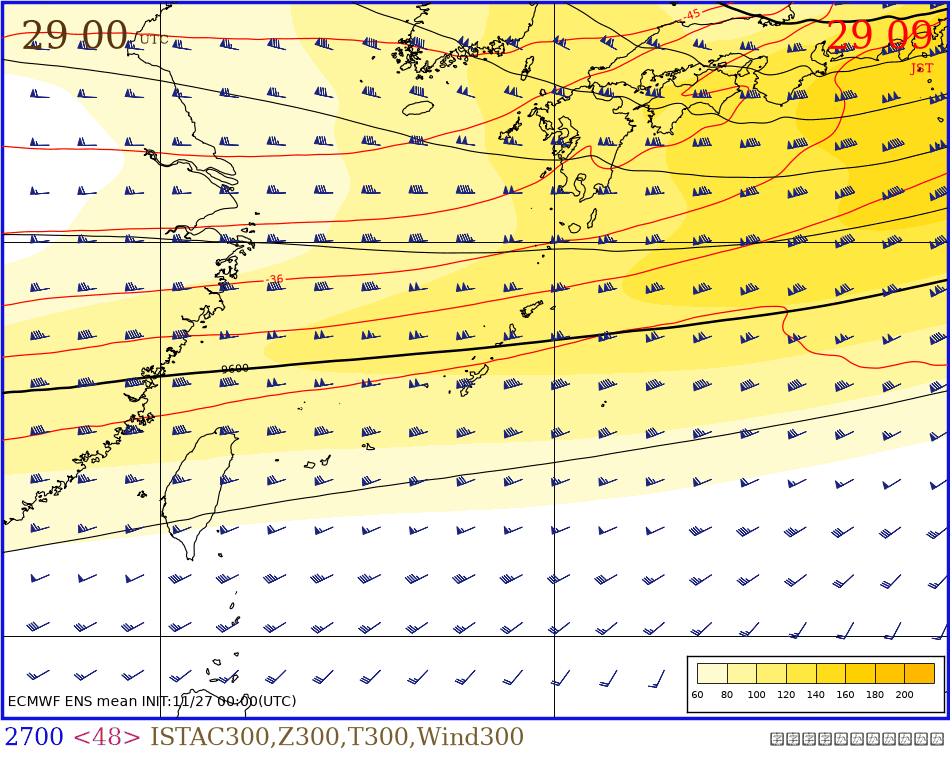 29 00 UTC
29 09
JST
-45
-36
9600
60 80 100 120 140 160 180 200
ECMWF ENS mean INIT:11/27 00:00(UTC)
2700 <48> ISTAC300,Z300,T300,Wind300